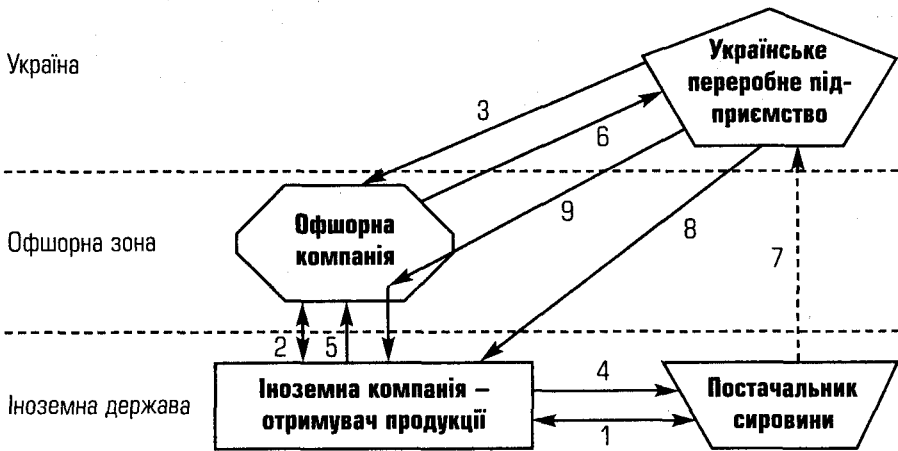 Україна
Українське
переробне під-
приємство
3
6
9
8
Офшорна зона
Офшорна
компанія
7
2
5
Іноземна держава
Іноземна компанія –
отримувач продукції
4
1
Постачальник
сировини